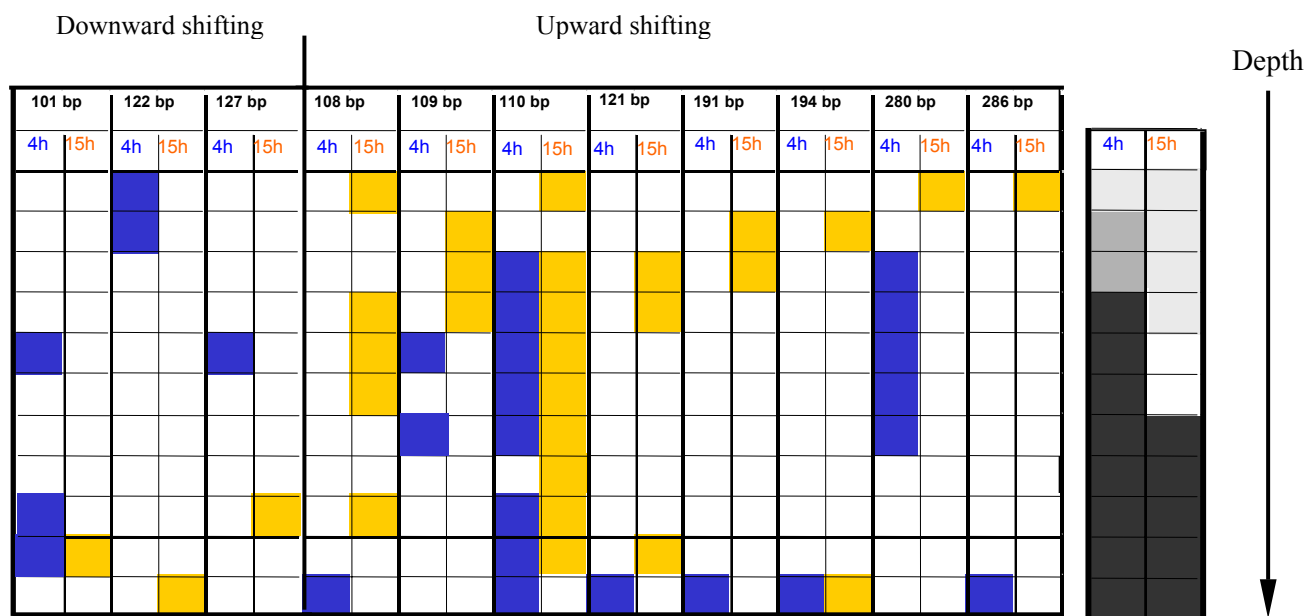 Downward shifting
Upward shifting
Depth
101 bp 122 bp 127 bp 108 bp 109 bp 110 bp 121 bp 191 bp 194 bp 280 bp 286 bp
4h 15h 4h 15h 4h 15h 4h 15h 4h 15h 4h 15h 4h 15h 4h 15h 4h 15h 4h 15h 4h 15h 4h 15h